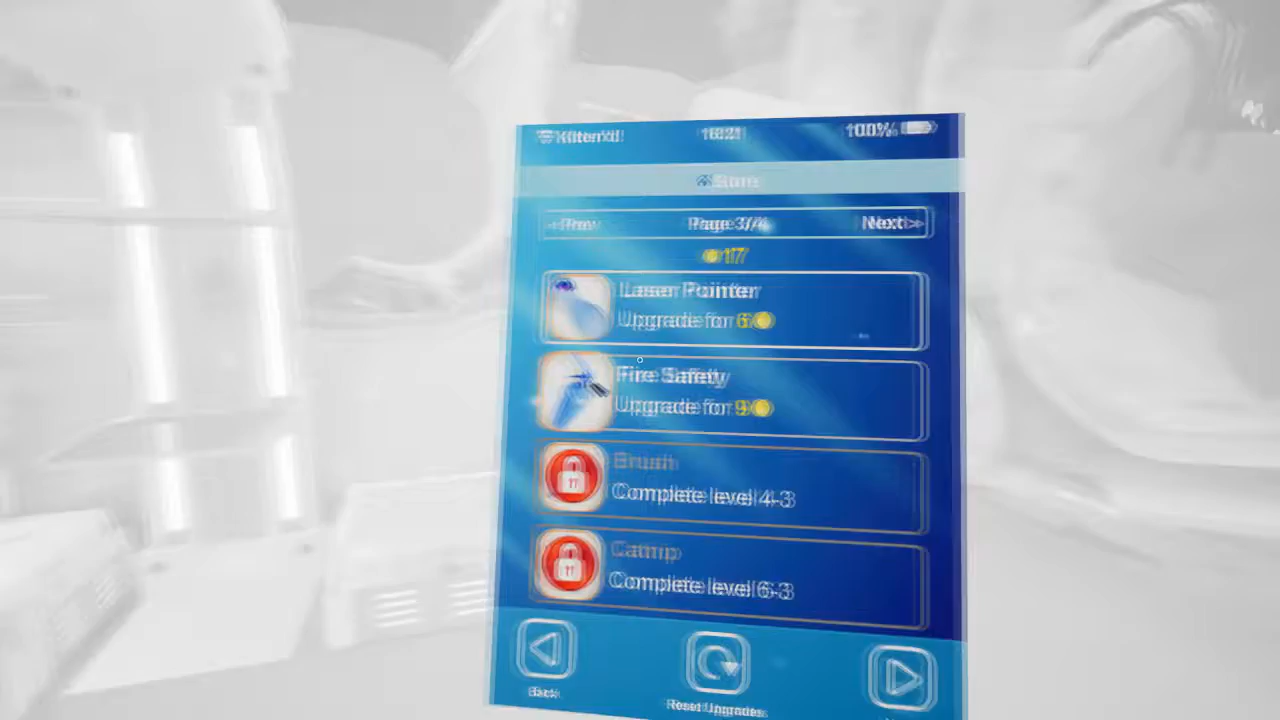 100%
Store
Prev
Page 3/4
Next >>
17
Laser Pointer
Upgrade for 6
Fire Safety
Upgrade for 9
Brush
Complete level 4-3
Catnip
Complete level 6-3
Back
Reset Upgrades